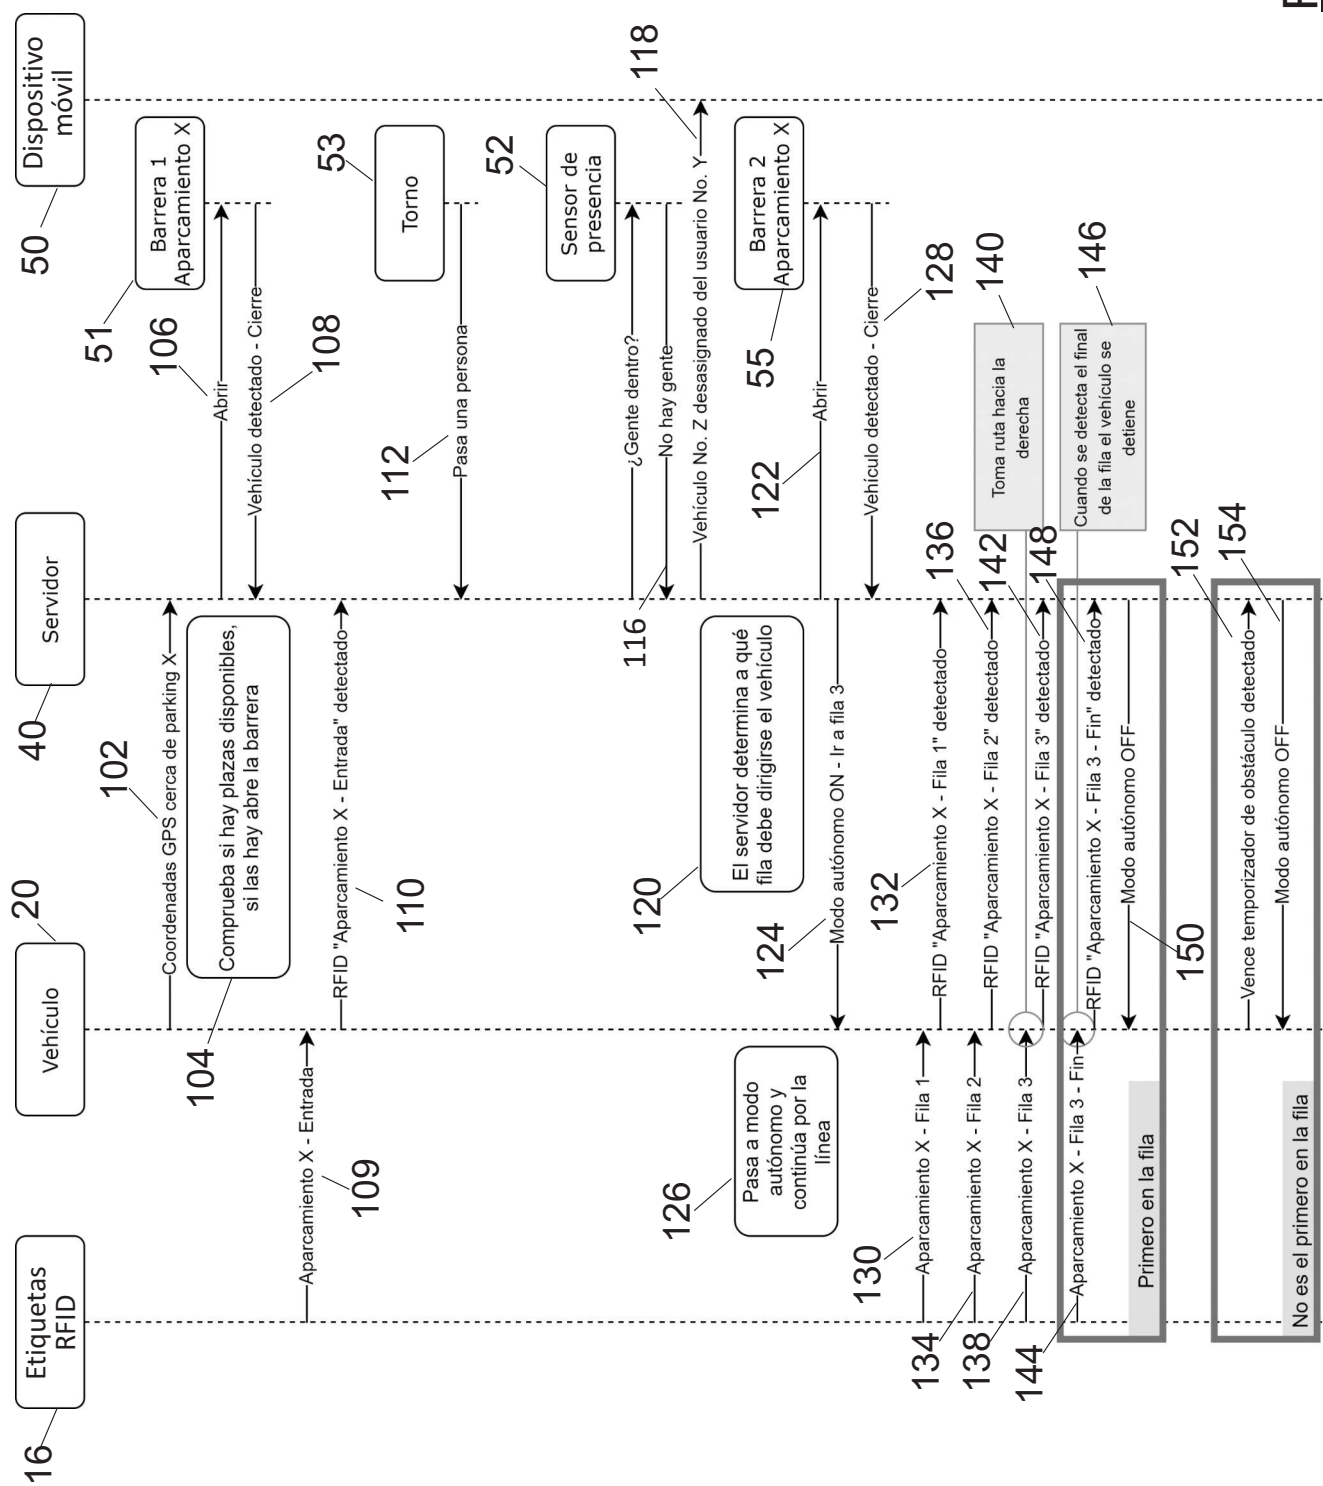 16
Etiquetas
RFID
20
Vehículo
40
Servidor
50
Dispositivo
móvil
102
Coordenadas GPS cerca de parking X
51
Barrera 1
Aparcamiento X
104
Comprueba si hay plazas disponibles,
si las hay abre la barrera
106
Abrir
Vehículo detectado - Cierre
108
Aparcamiento X - Entrada
109
RFID "Aparcamiento X - Entrada" detectado
110
53
Torno
112
Pasa una persona
52
Sensor de
presencia
¿Gente dentro?
No hay gente
116
118
Vehículo No. Z desasignado del usuario No. Y
120
El servidor determina a qué
fila debe dirigirse el vehículo
55
Barrera 2
Aparcamiento X
122
Abrir
124
Modo autónomo ON - Ir a fila 3
126
Pasa a modo
autónomo y
continúa por la
línea
Vehículo detectado - Cierre
128
130
Aparcamiento X - Fila 1
132
RFID "Aparcamiento X - Fila 1" detectado
134
Aparcamiento X - Fila 2
136
RFID "Aparcamiento X - Fila 2" detectado
138
Aparcamiento X - Fila 3
140
Toma ruta hacia la
derecha
142
RFID "Aparcamiento X - Fila 3" detectado
144
Aparcamiento X - Fila 3 - Fin
146
Cuando se detecta el final
de la fila el vehículo se
detiene
148
RFID "Aparcamiento X - Fila 3 - Fin" detectado
Modo autónomo OFF
150
Primero en la fila
152
Vence temporizador de obstáculo detectado
154
Modo autónomo OFF
No es el primero en la fila